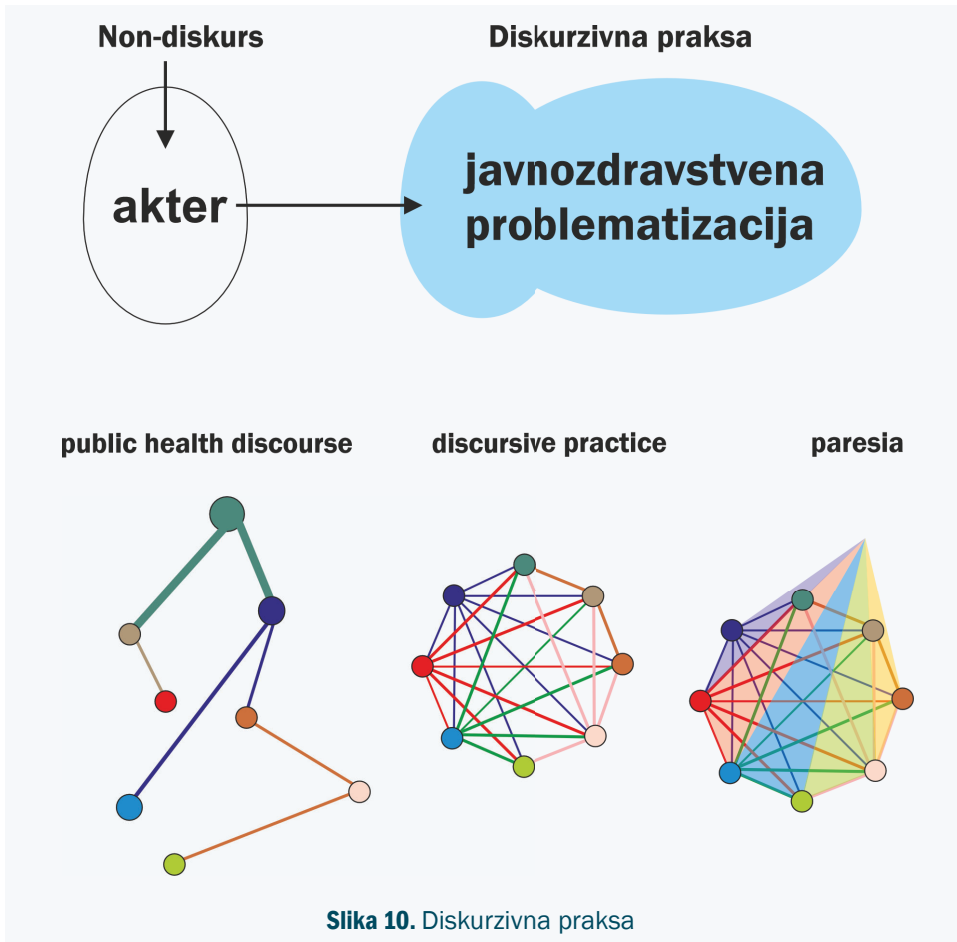 Non-diskurs
Diskurzivna praksa
akter
javnozdravstvena
problematizacija
public health discourse
discursive practice
paresia
Slika 10. Diskurzivna praksa